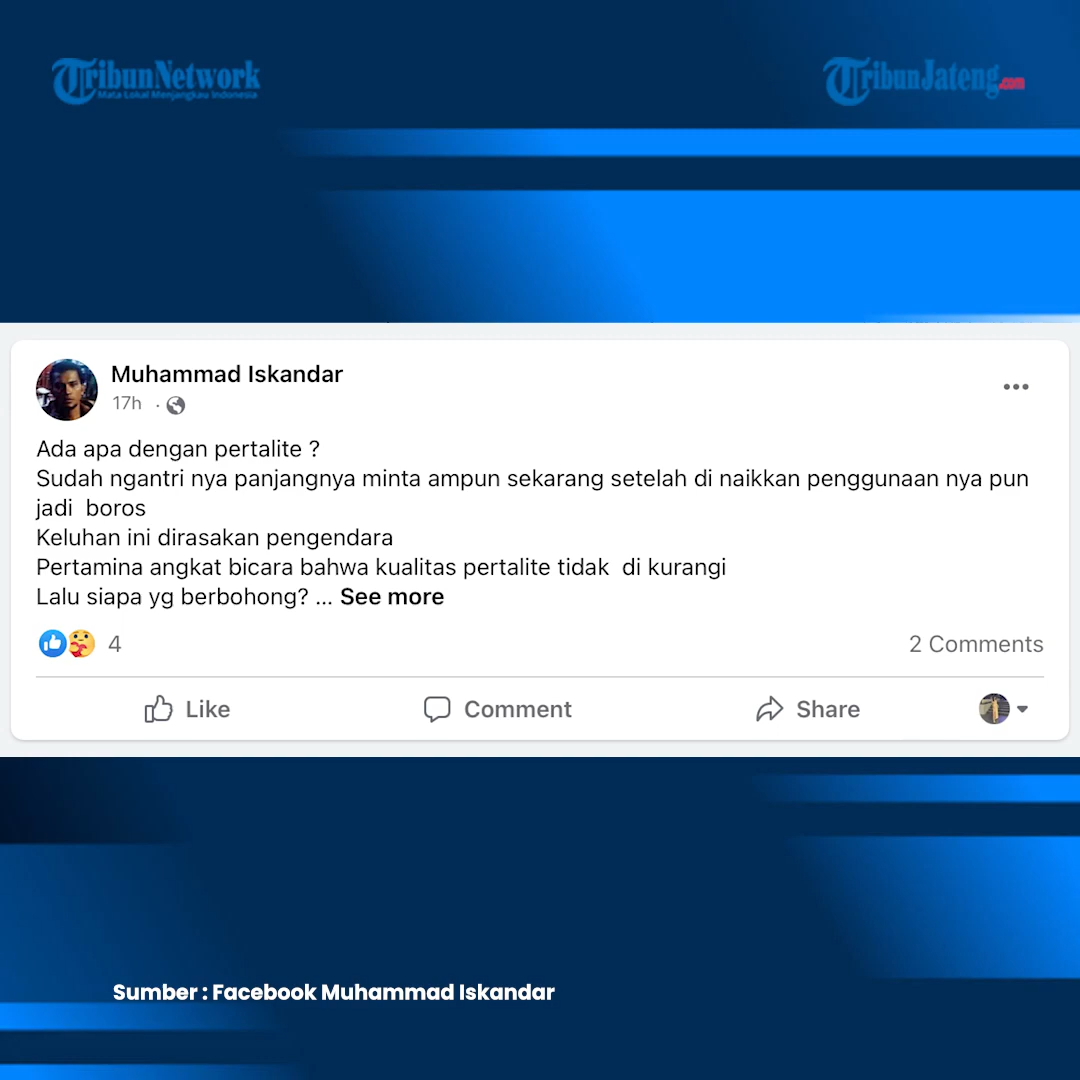 TribunNetwork
Mata Lokal Menjangkau Indonesia
TribunJateng.com
Muhammad Iskandar
17h ·
Ada apa dengan pertalite ?
Sudah ngantri nya panjangnya minta ampun sekarang setelah di naikkan penggunaan nya pun
jadi  boros
Keluhan ini dirasakan pengendara
Pertamina angkat bicara bahwa kualitas pertalite tidak  di kurangi
Lalu siapa yg berbohong? ... See more
4
2 Comments
Like
Comment
Share
Sumber : Facebook Muhammad Iskandar